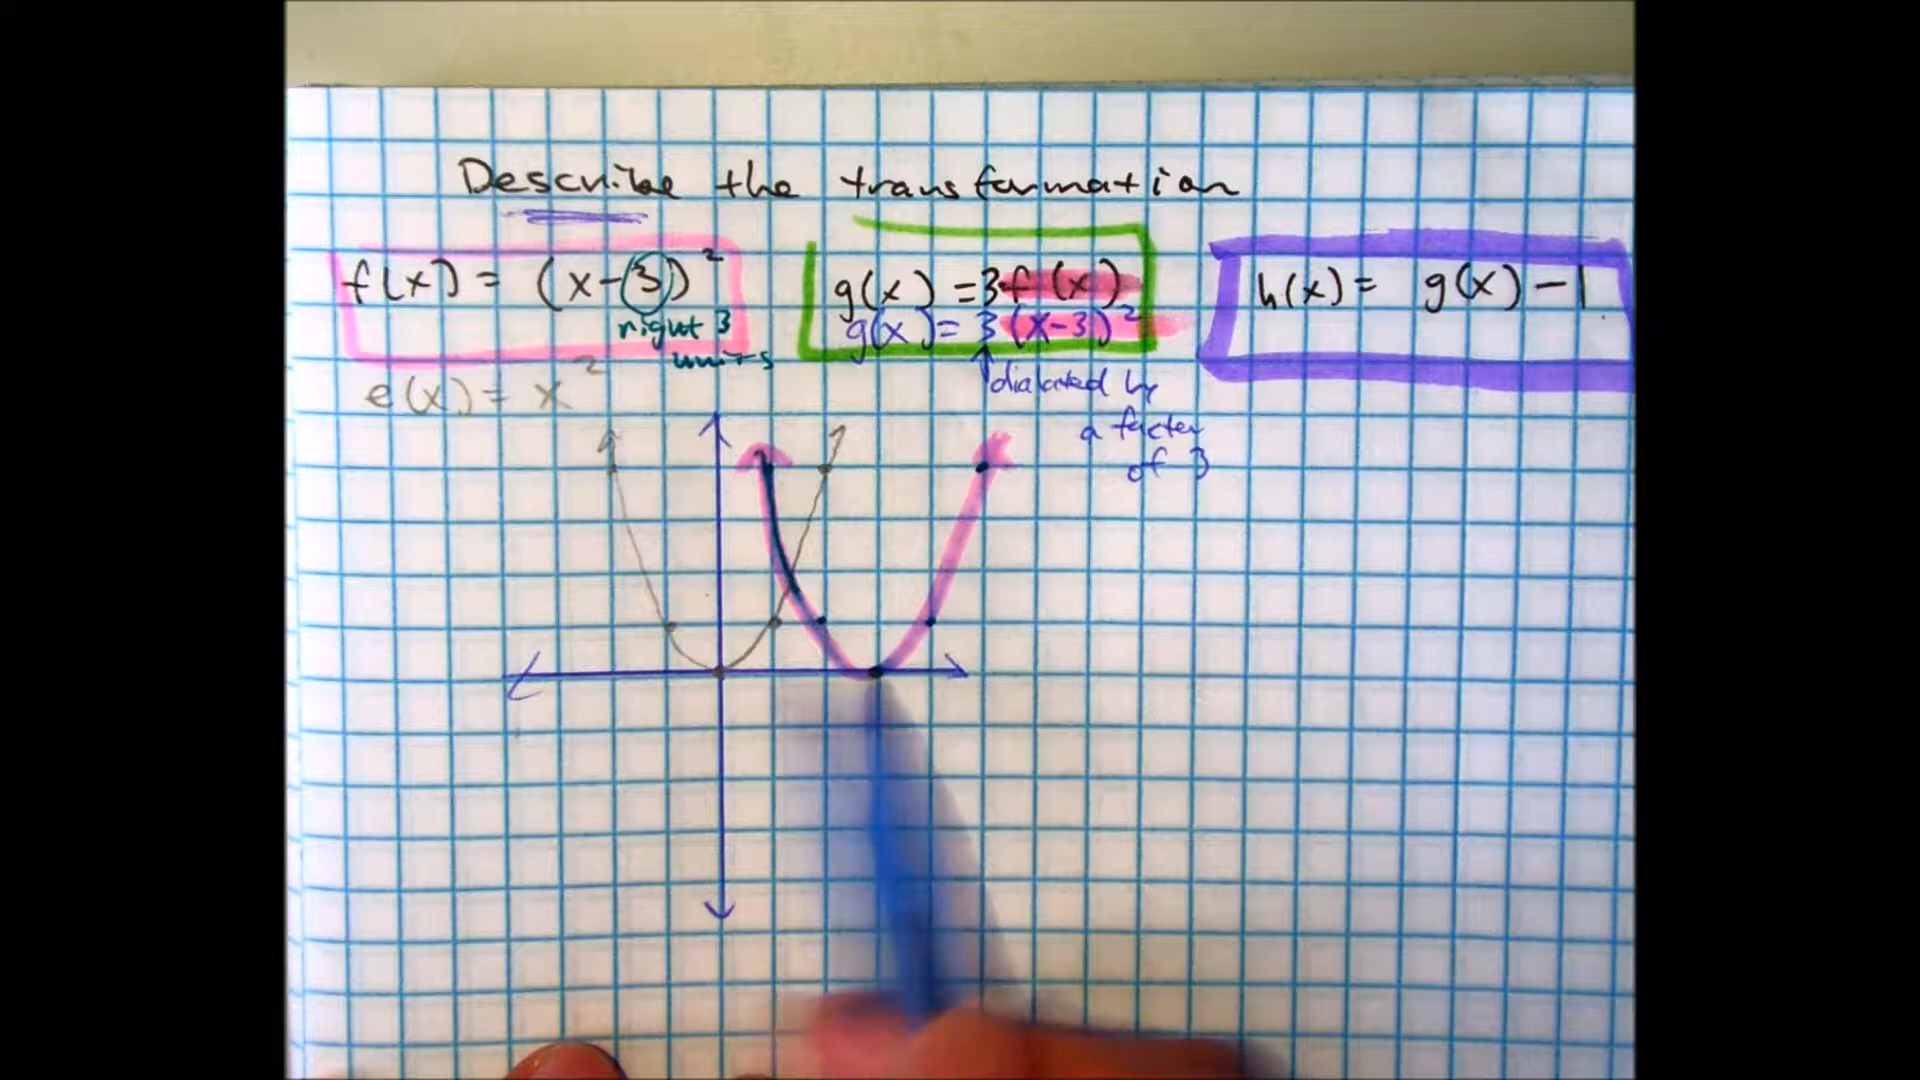 Describe the transformation
f(x) = (x-3)²
right 3
units
e(x) = x²
g(x) = 3f(x)
g(x) = 3(x-3)²
dialated by
a factor
of 3
h(x) = g(x) - 1